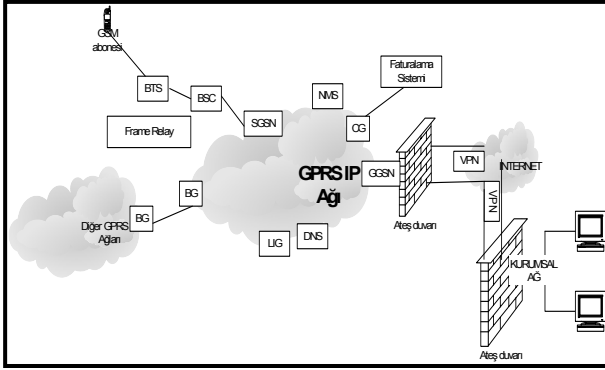 GSM
abonesi
BTS
BSC
SGSN
Frame Relay
NMS
Faturalama
Sistemi
CG
GPRS IP
Ağı
GGSN
VPN
INTERNET
VPN
BG
BG
Diğer GPRS
Ağları
LIG
DNS
Ateş duvarı
KURUMSAL
AĞ
Ateş duvarı